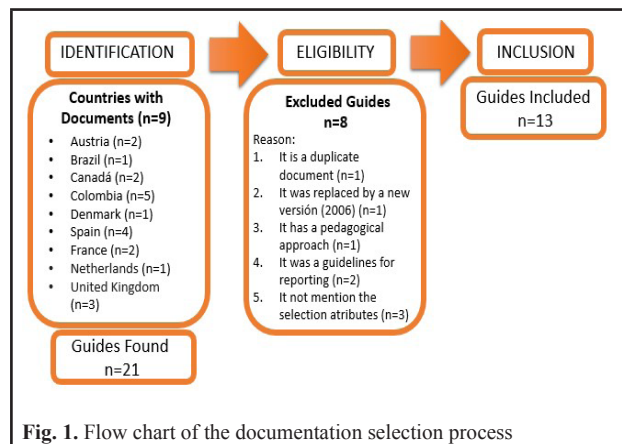 IDENTIFICATION
Countries with
Documents (n=9)
• Austria (n=2)
• Brazil (n=1)
• Canadá (n=2)
• Colombia (n=5)
• Denmark (n=1)
• Spain (n=4)
• France (n=2)
• Netherlands (n=1)
• United Kingdom
(n=3)
Guides Found
n=21
ELIGIBILITY
Excluded Guides
n=8
Reason:
1. It is a duplicate
document (n=1)
2. It was replaced by a new
versión (2006) (n=1)
3. It has a pedagogical
approach (n=1)
4. It was a guidelines for
reporting (n=2)
5. It not mention the
selection atributes (n=3)
INCLUSION
Guides Included
n=13
Fig. 1. Flow chart of the documentation selection process